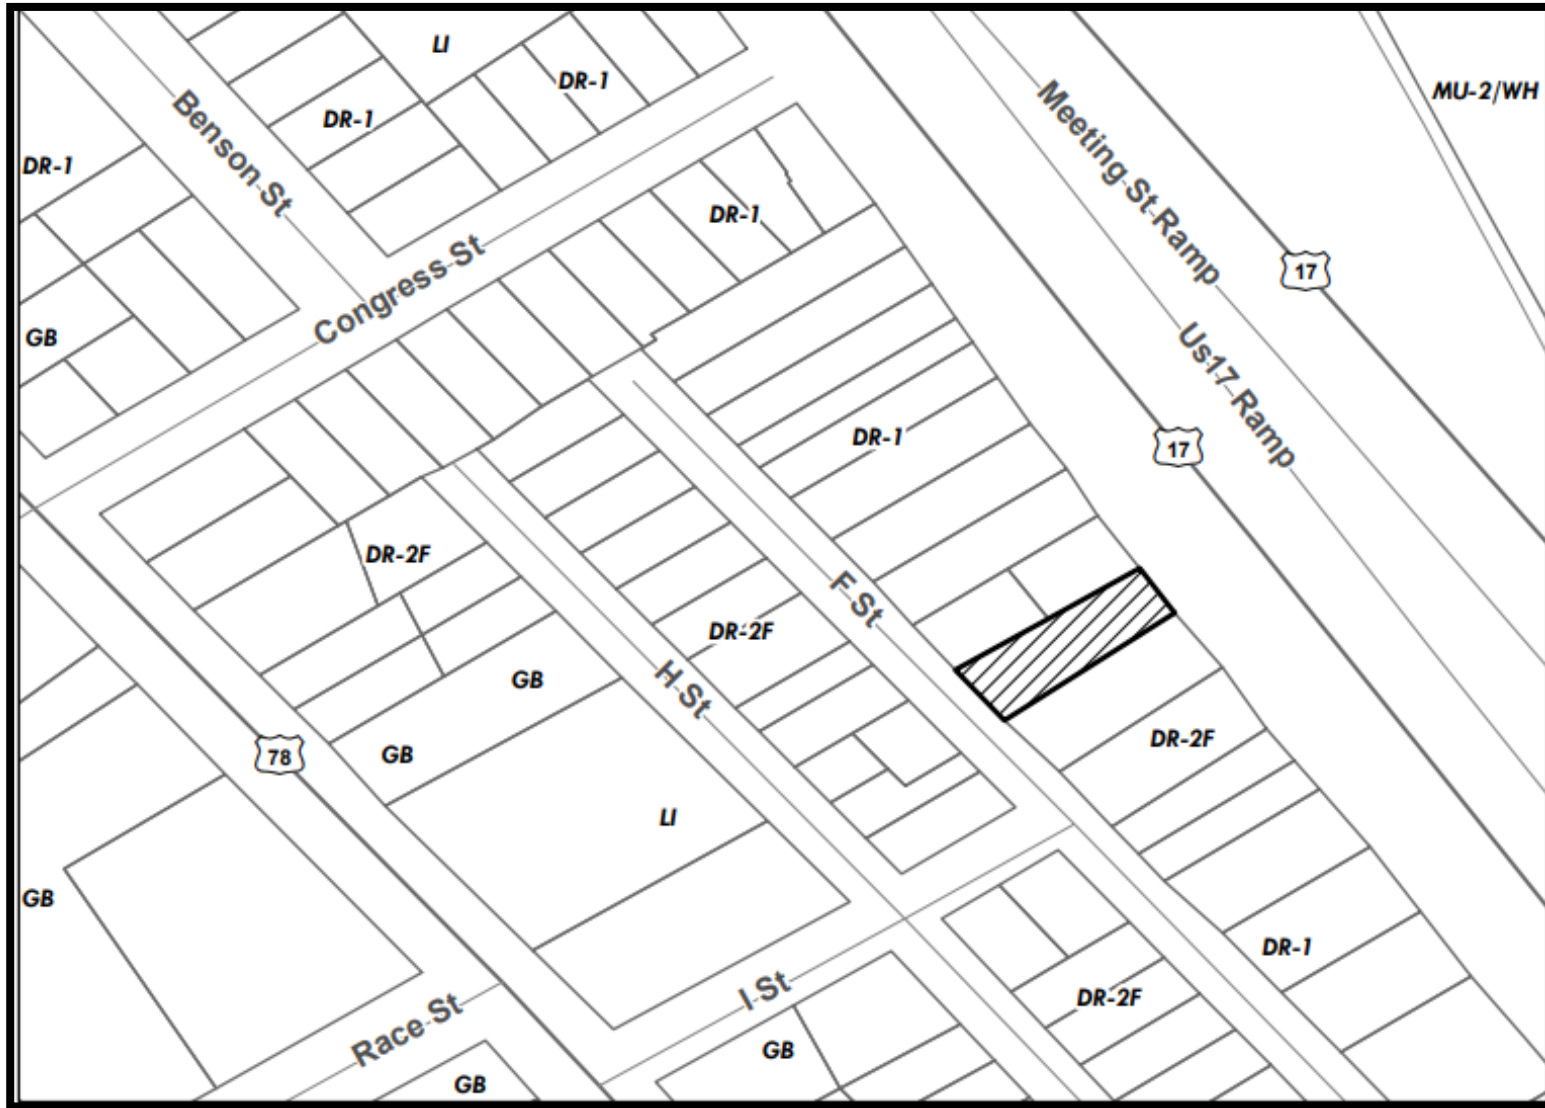 LI
DR-1
MU-2/WH
Benson St
DR-1
Meeting St Ramp
DR-1
DR-1
17
Congress St
GB
Us17 Ramp
DR-1
17
DR-2F
F St
DR-2F
H St
GB
DR-2F
78
GB
LI
GB
DR-1
I St
DR-2F
Race St
GB
GB